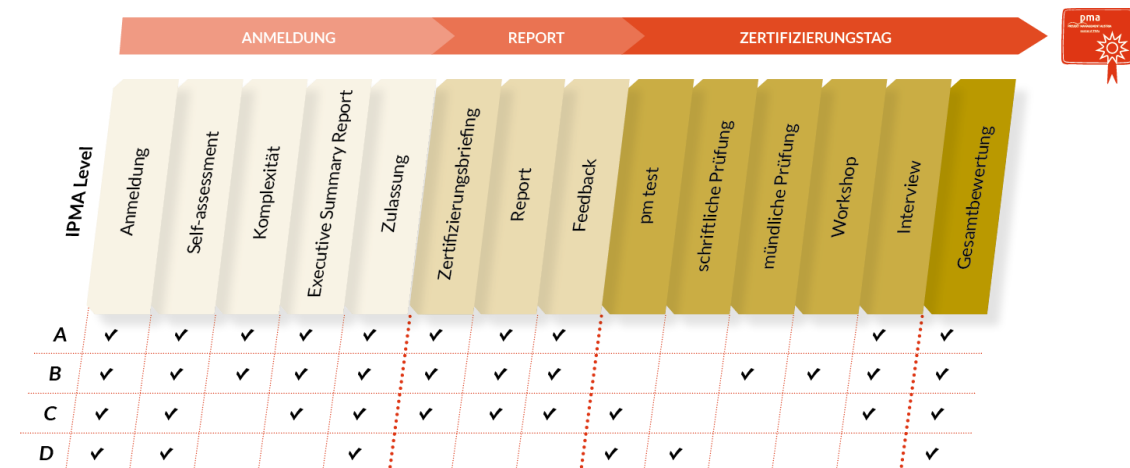 ANMELDUNG
REPORT
ZERTIFIZIERUNGSTAG
pma
IPMA Level
Anmeldung
Self-assessment
Komplexität
Executive Summary Report
Zulassung
Zertifizierungsbriefing
Report
Feedback
pm test
schriftliche Prüfung
mündliche Prüfung
Workshop
Interview
Gesamtbewertung
A ✓ ✓ ✓ ✓ ✓ ✓ ✓ ✓ ✓ ✓
B ✓ ✓ ✓ ✓ ✓ ✓ ✓ ✓ ✓ ✓ ✓ ✓
C ✓ ✓ ✓ ✓ ✓ ✓ ✓ ✓ ✓ ✓
D ✓ ✓ ✓ ✓ ✓ ✓